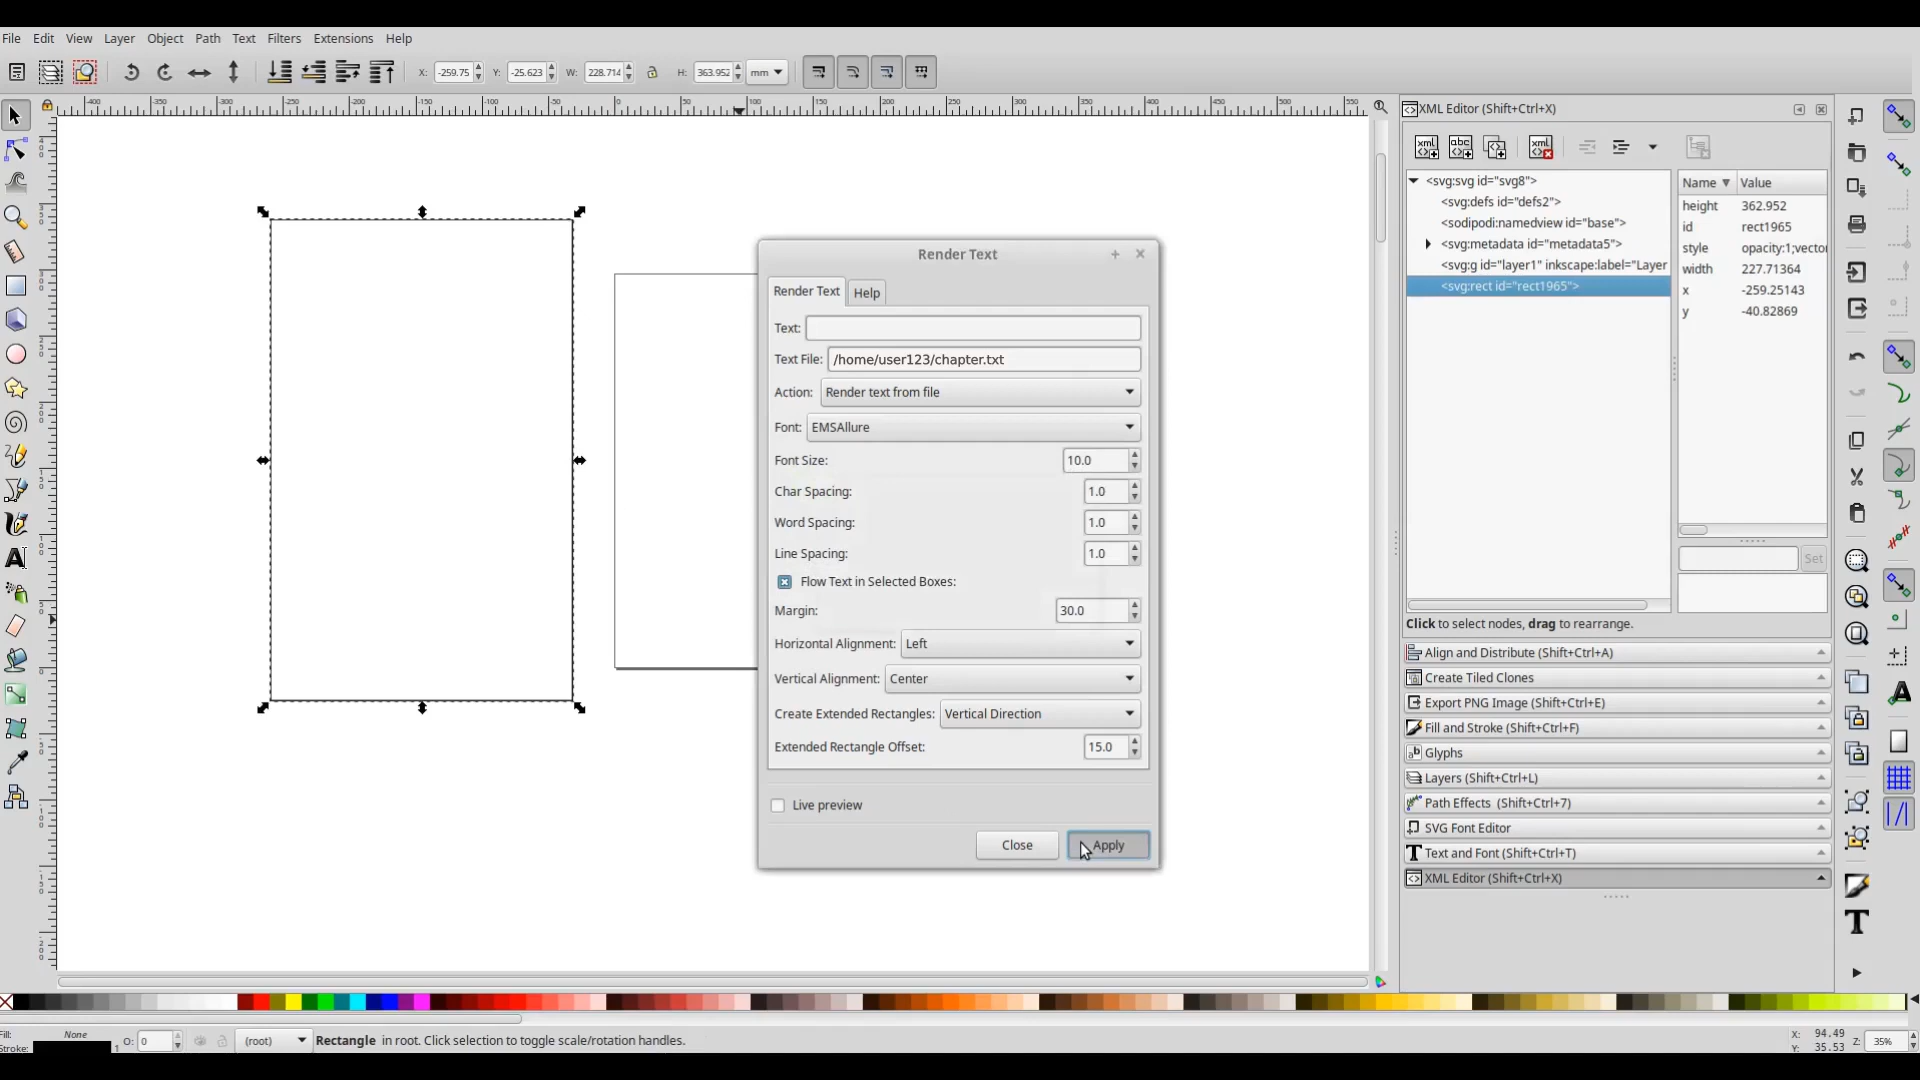 File Edit View Layer Object Path Text Filters Extensions Help
X: -259.75 Y: -25.623 W: 228.714 H: 363.952 mm
XML Editor (Shift+Ctrl+X)
<svg:svg id="svg8">
<svg:defs id="defs2">
<sodipodi:namedview id="base">
<svg:metadata id="metadata5">
<svg:g id="layer1" inkscape:label="Layer
<svg:rect id="rect1965">
Name Value
height 362.952
id rect1965
style opacity:1;vector
width 227.71364
x -259.25143
y -40.82869
Set
Click to select nodes, drag to rearrange.
Align and Distribute (Shift+Ctrl+A)
Create Tiled Clones
Export PNG Image (Shift+Ctrl+E)
Fill and Stroke (Shift+Ctrl+F)
Glyphs
Layers (Shift+Ctrl+L)
Path Effects (Shift+Ctrl+7)
SVG Font Editor
Text and Font (Shift+Ctrl+T)
XML Editor (Shift+Ctrl+X)
Render Text
Render Text Help
Text:
Text File: /home/user123/chapter.txt
Action: Render text from file
Font: EMSAllure
Font Size: 10.0
Char Spacing: 1.0
Word Spacing: 1.0
Line Spacing: 1.0
Flow Text in Selected Boxes:
Margin: 30.0
Horizontal Alignment: Left
Vertical Alignment: Center
Create Extended Rectangles: Vertical Direction
Extended Rectangle Offset: 15.0
Live preview
Close Apply
Fill: None
Stroke: 1 O: 0 (root) Rectangle in root. Click selection to toggle scale/rotation handles.
X: 94.49
Y: 35.53
Z: 35%